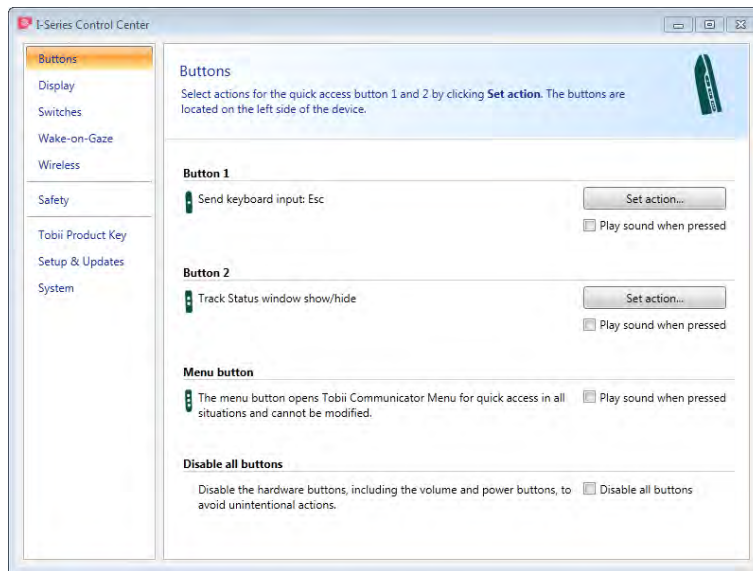 I-Series Control Center
Buttons
Display
Switches
Wake-on-Gaze
Wireless
Safety
Tobii Product Key
Setup & Updates
System
Buttons
Select actions for the quick access button 1 and 2 by clicking Set action. The buttons are
located on the left side of the device.
Button 1
Send keyboard input: Esc
Set action...
Play sound when pressed
Button 2
Track Status window show/hide
Set action...
Play sound when pressed
Menu button
The menu button opens Tobii Communicator Menu for quick access in all
situations and cannot be modified.
Play sound when pressed
Disable all buttons
Disable the hardware buttons, including the volume and power buttons, to
avoid unintentional actions.
Disable all buttons